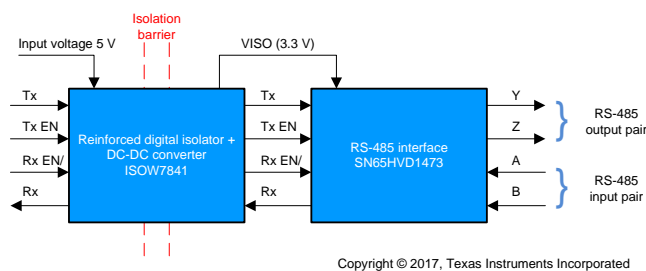 Isolation
barrier
Input voltage 5 V
VISO (3.3 V)
Tx
Tx EN
Rx EN/
Rx
Reinforced digital isolator +
DC-DC converter
ISOW7841
Tx
Tx EN
Rx EN/
Rx
RS-485 interface
SN65HVD1473
Y
Z
A
B
RS-485
output pair
RS-485
input pair
Copyright © 2017, Texas Instruments Incorporated